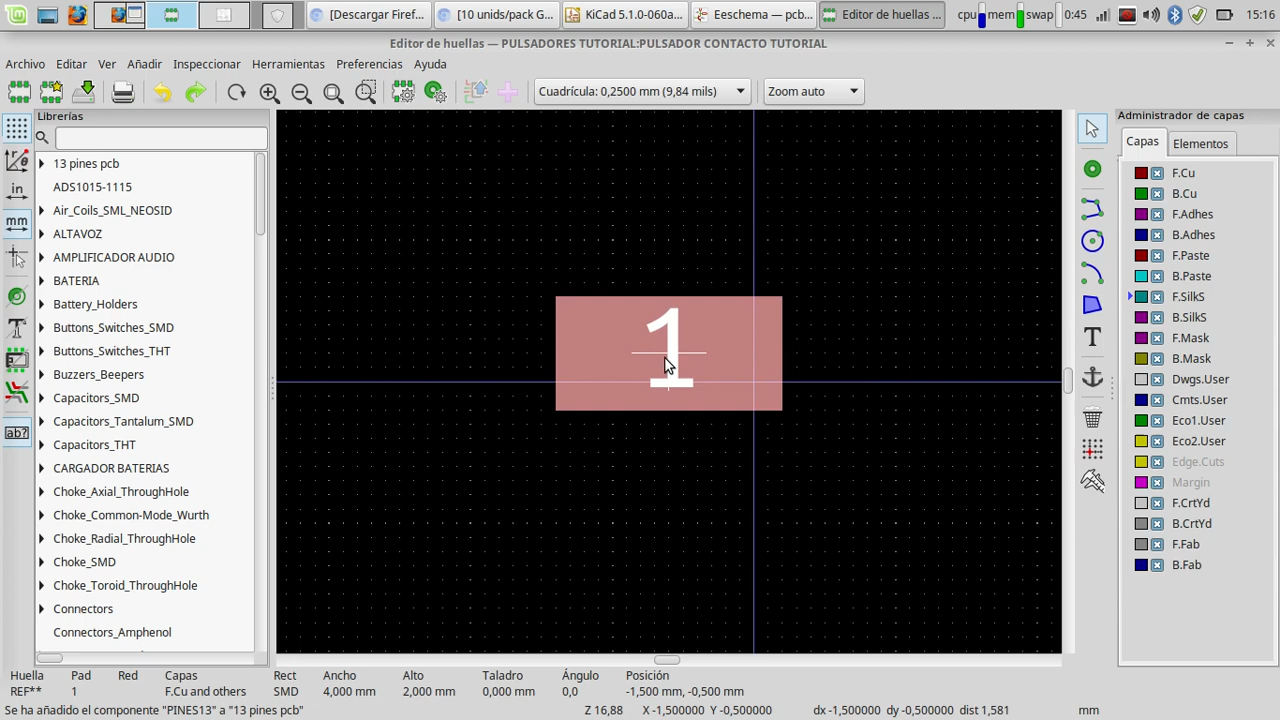 [Descargar Firef...
[10 unids/pack G...
KiCad 5.1.0-060a...
Eeschema — pcb...
Editor de huellas ...
cpu mem swap 0:45 15:16
Editor de huellas — PULSADORES TUTORIAL:PULSADOR CONTACTO TUTORIAL
Archivo Editar Ver Añadir Inspeccionar Herramientas Preferencias Ayuda
Cuadrícula: 0,2500 mm (9,84 mils)
Zoom auto
Librerías
Administrador de capas
Capas Elementos
in
mm
ab?
T
T
13 pines pcb
ADS1015-1115
Air_Coils_SML_NEOSID
ALTAVOZ
AMPLIFICADOR AUDIO
BATERIA
Battery_Holders
Buttons_Switches_SMD
Buttons_Switches_THT
Buzzers_Beepers
Capacitors_SMD
Capacitors_Tantalum_SMD
Capacitors_THT
CARGADOR BATERIAS
Choke_Axial_ThroughHole
Choke_Common-Mode_Wurth
Choke_Radial_ThroughHole
Choke_SMD
Choke_Toroid_ThroughHole
Connectors
Connectors_Amphenol
1
F.Cu
B.Cu
F.Adhes
B.Adhes
F.Paste
B.Paste
F.SilkS
B.SilkS
F.Mask
B.Mask
Dwgs.User
Cmts.User
Eco1.User
Eco2.User
Edge.Cuts
Margin
F.CrtYd
B.CrtYd
F.Fab
B.Fab
Huella Pad Red Capas Rect Ancho Alto Taladro Ángulo Posición
REF** 1 F.Cu and others SMD 4,000 mm 2,000 mm 0,000 mm 0,0 -1,500 mm, -0,500 mm
Se ha añadido el componente "PINES13" a "13 pines pcb" Z 16,88 X -1,500000 Y -0,500000 dx -1,500000 dy -0,500000 dist 1,581 mm